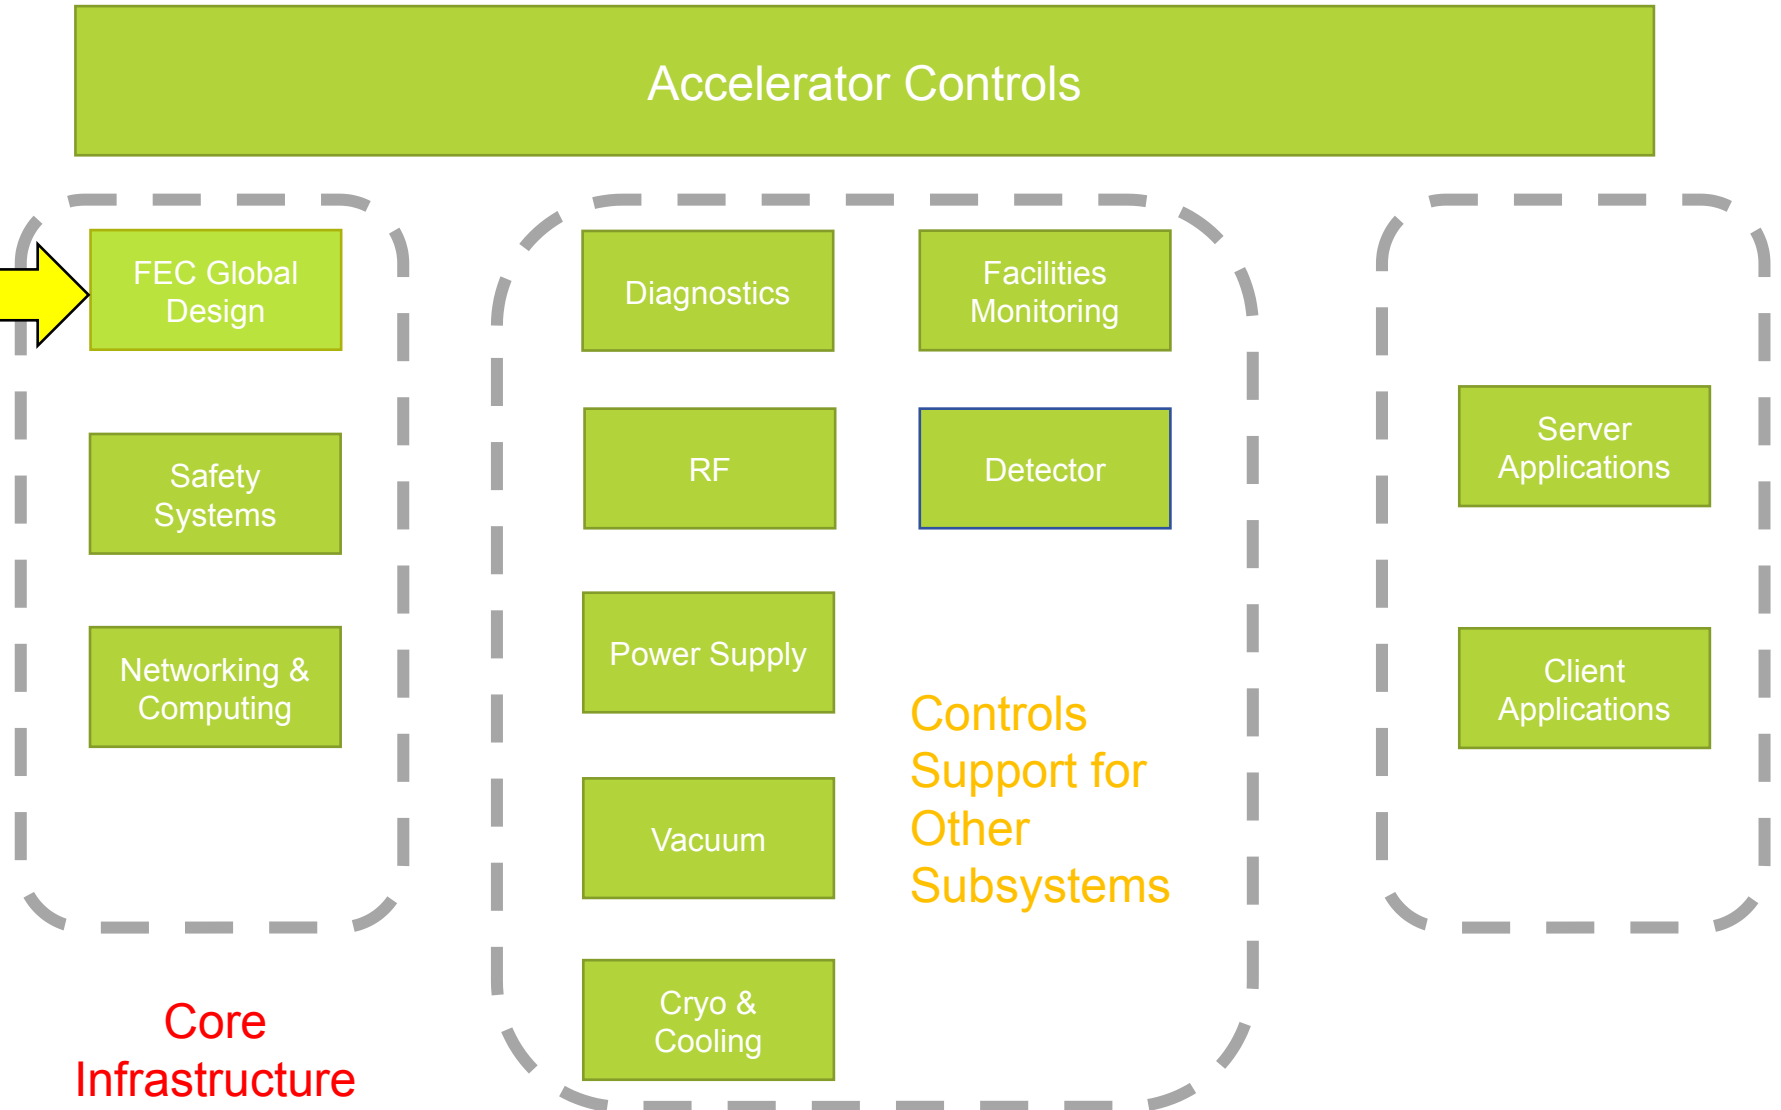 Accelerator Controls
FEC Global
Design
Safety
Systems
Networking &
Computing
Core
Infrastructure
Diagnostics
RF
Power Supply
Vacuum
Cryo &
Cooling
Facilities
Monitoring
Detector
Controls
Support for
Other
Subsystems
Server
Applications
Client
Applications